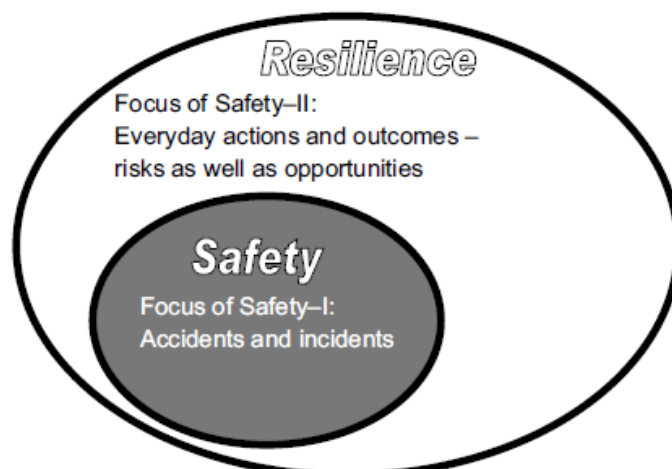 Resilience
Focus of Safety–II:
Everyday actions and outcomes –
risks as well as opportunities
Safety
Focus of Safety–I:
Accidents and incidents